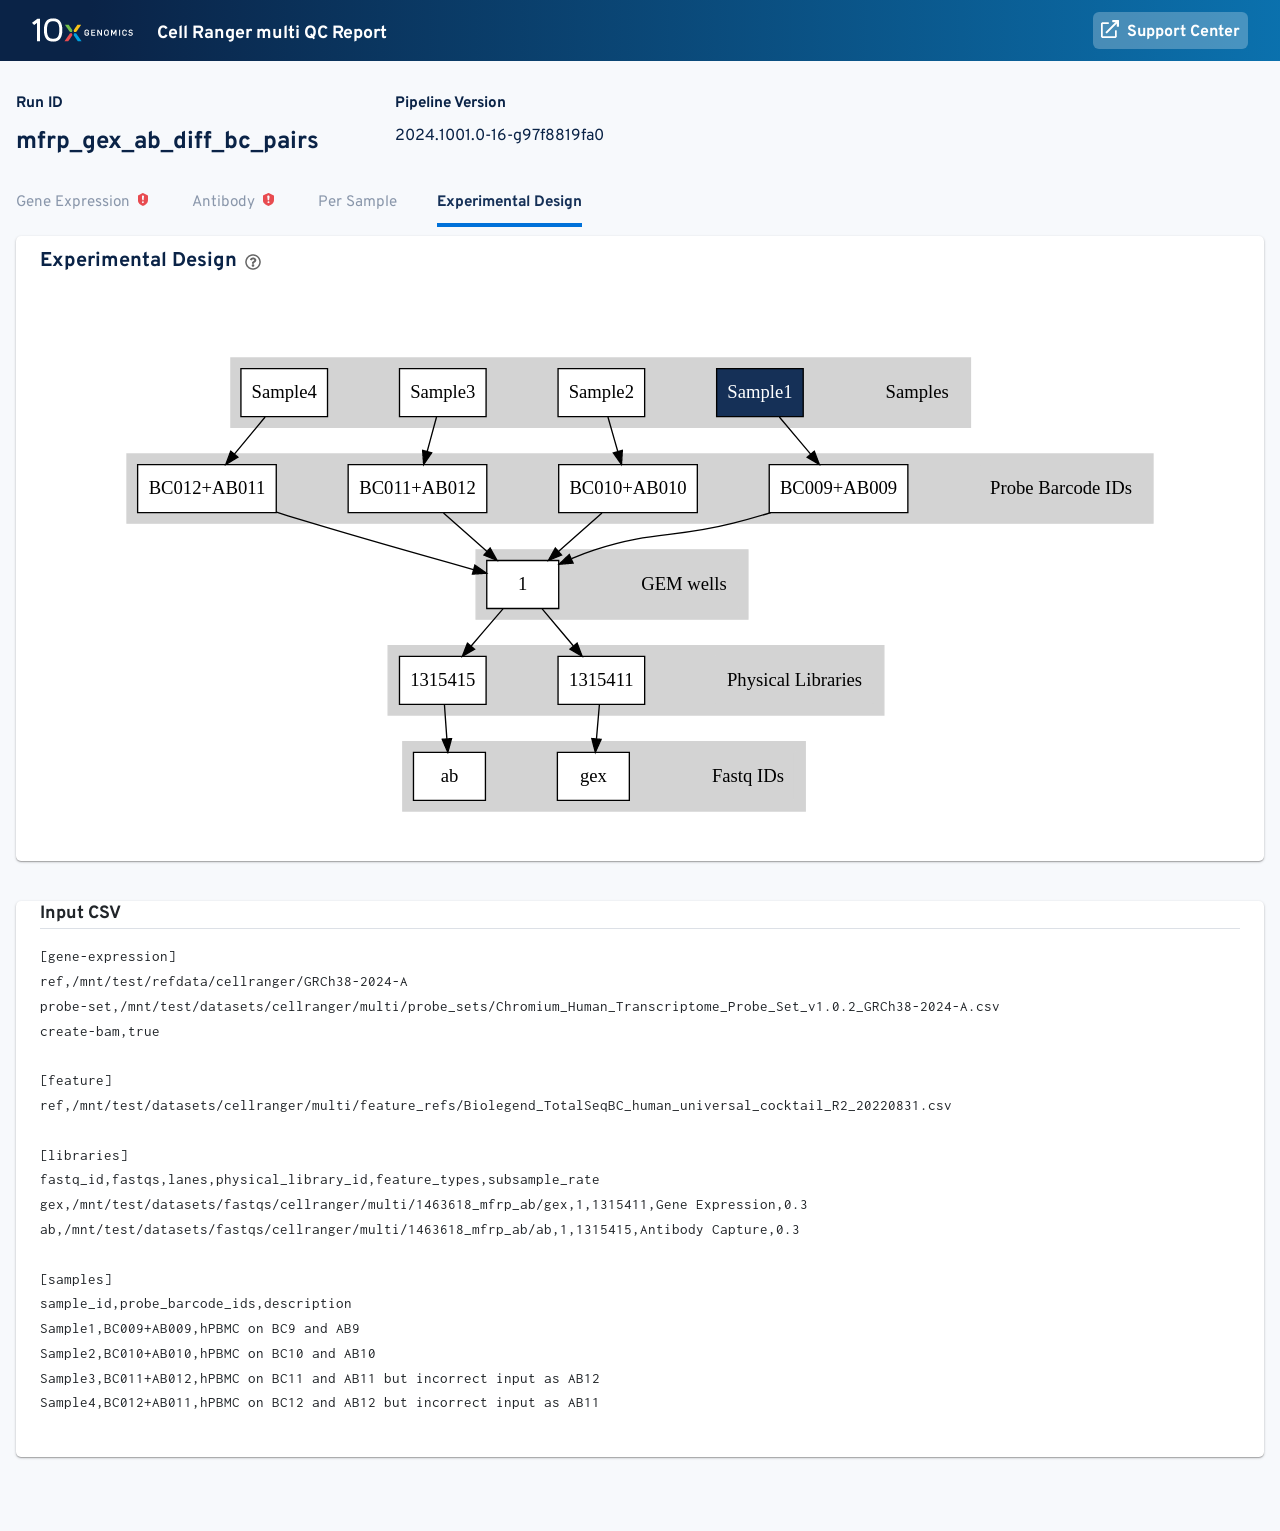 10x GENOMICS Cell Ranger multi QC Report Support Center
Run ID Pipeline Version
mfrp_gex_ab_diff_bc_pairs 2024.1001.0-16-g97f8819fa0
Gene Expression Antibody Per Sample Experimental Design
Experimental Design
Sample4 Sample3 Sample2 Sample1 Samples
BC012+AB011 BC011+AB012 BC010+AB010 BC009+AB009 Probe Barcode IDs
1 GEM wells
1315415 1315411 Physical Libraries
ab gex Fastq IDs
Input CSV
[gene-expression]
ref,/mnt/test/refdata/cellranger/GRCh38-2024-A
probe-set,/mnt/test/datasets/cellranger/multi/probe_sets/Chromium_Human_Transcriptome_Probe_Set_v1.0.2_GRCh38-2024-A.csv
create-bam,true
[feature]
ref,/mnt/test/datasets/cellranger/multi/feature_refs/Biolegend_TotalSeqBC_human_universal_cocktail_R2_20220831.csv
[libraries]
fastq_id,fastqs,lanes,physical_library_id,feature_types,subsample_rate
gex,/mnt/test/datasets/fastqs/cellranger/multi/1463618_mfrp_ab/gex,1,1315411,Gene Expression,0.3
ab,/mnt/test/datasets/fastqs/cellranger/multi/1463618_mfrp_ab/ab,1,1315415,Antibody Capture,0.3
[samples]
sample_id,probe_barcode_ids,description
Sample1,BC009+AB009,hPBMC on BC9 and AB9
Sample2,BC010+AB010,hPBMC on BC10 and AB10
Sample3,BC011+AB012,hPBMC on BC11 and AB11 but incorrect input as AB12
Sample4,BC012+AB011,hPBMC on BC12 and AB12 but incorrect input as AB11